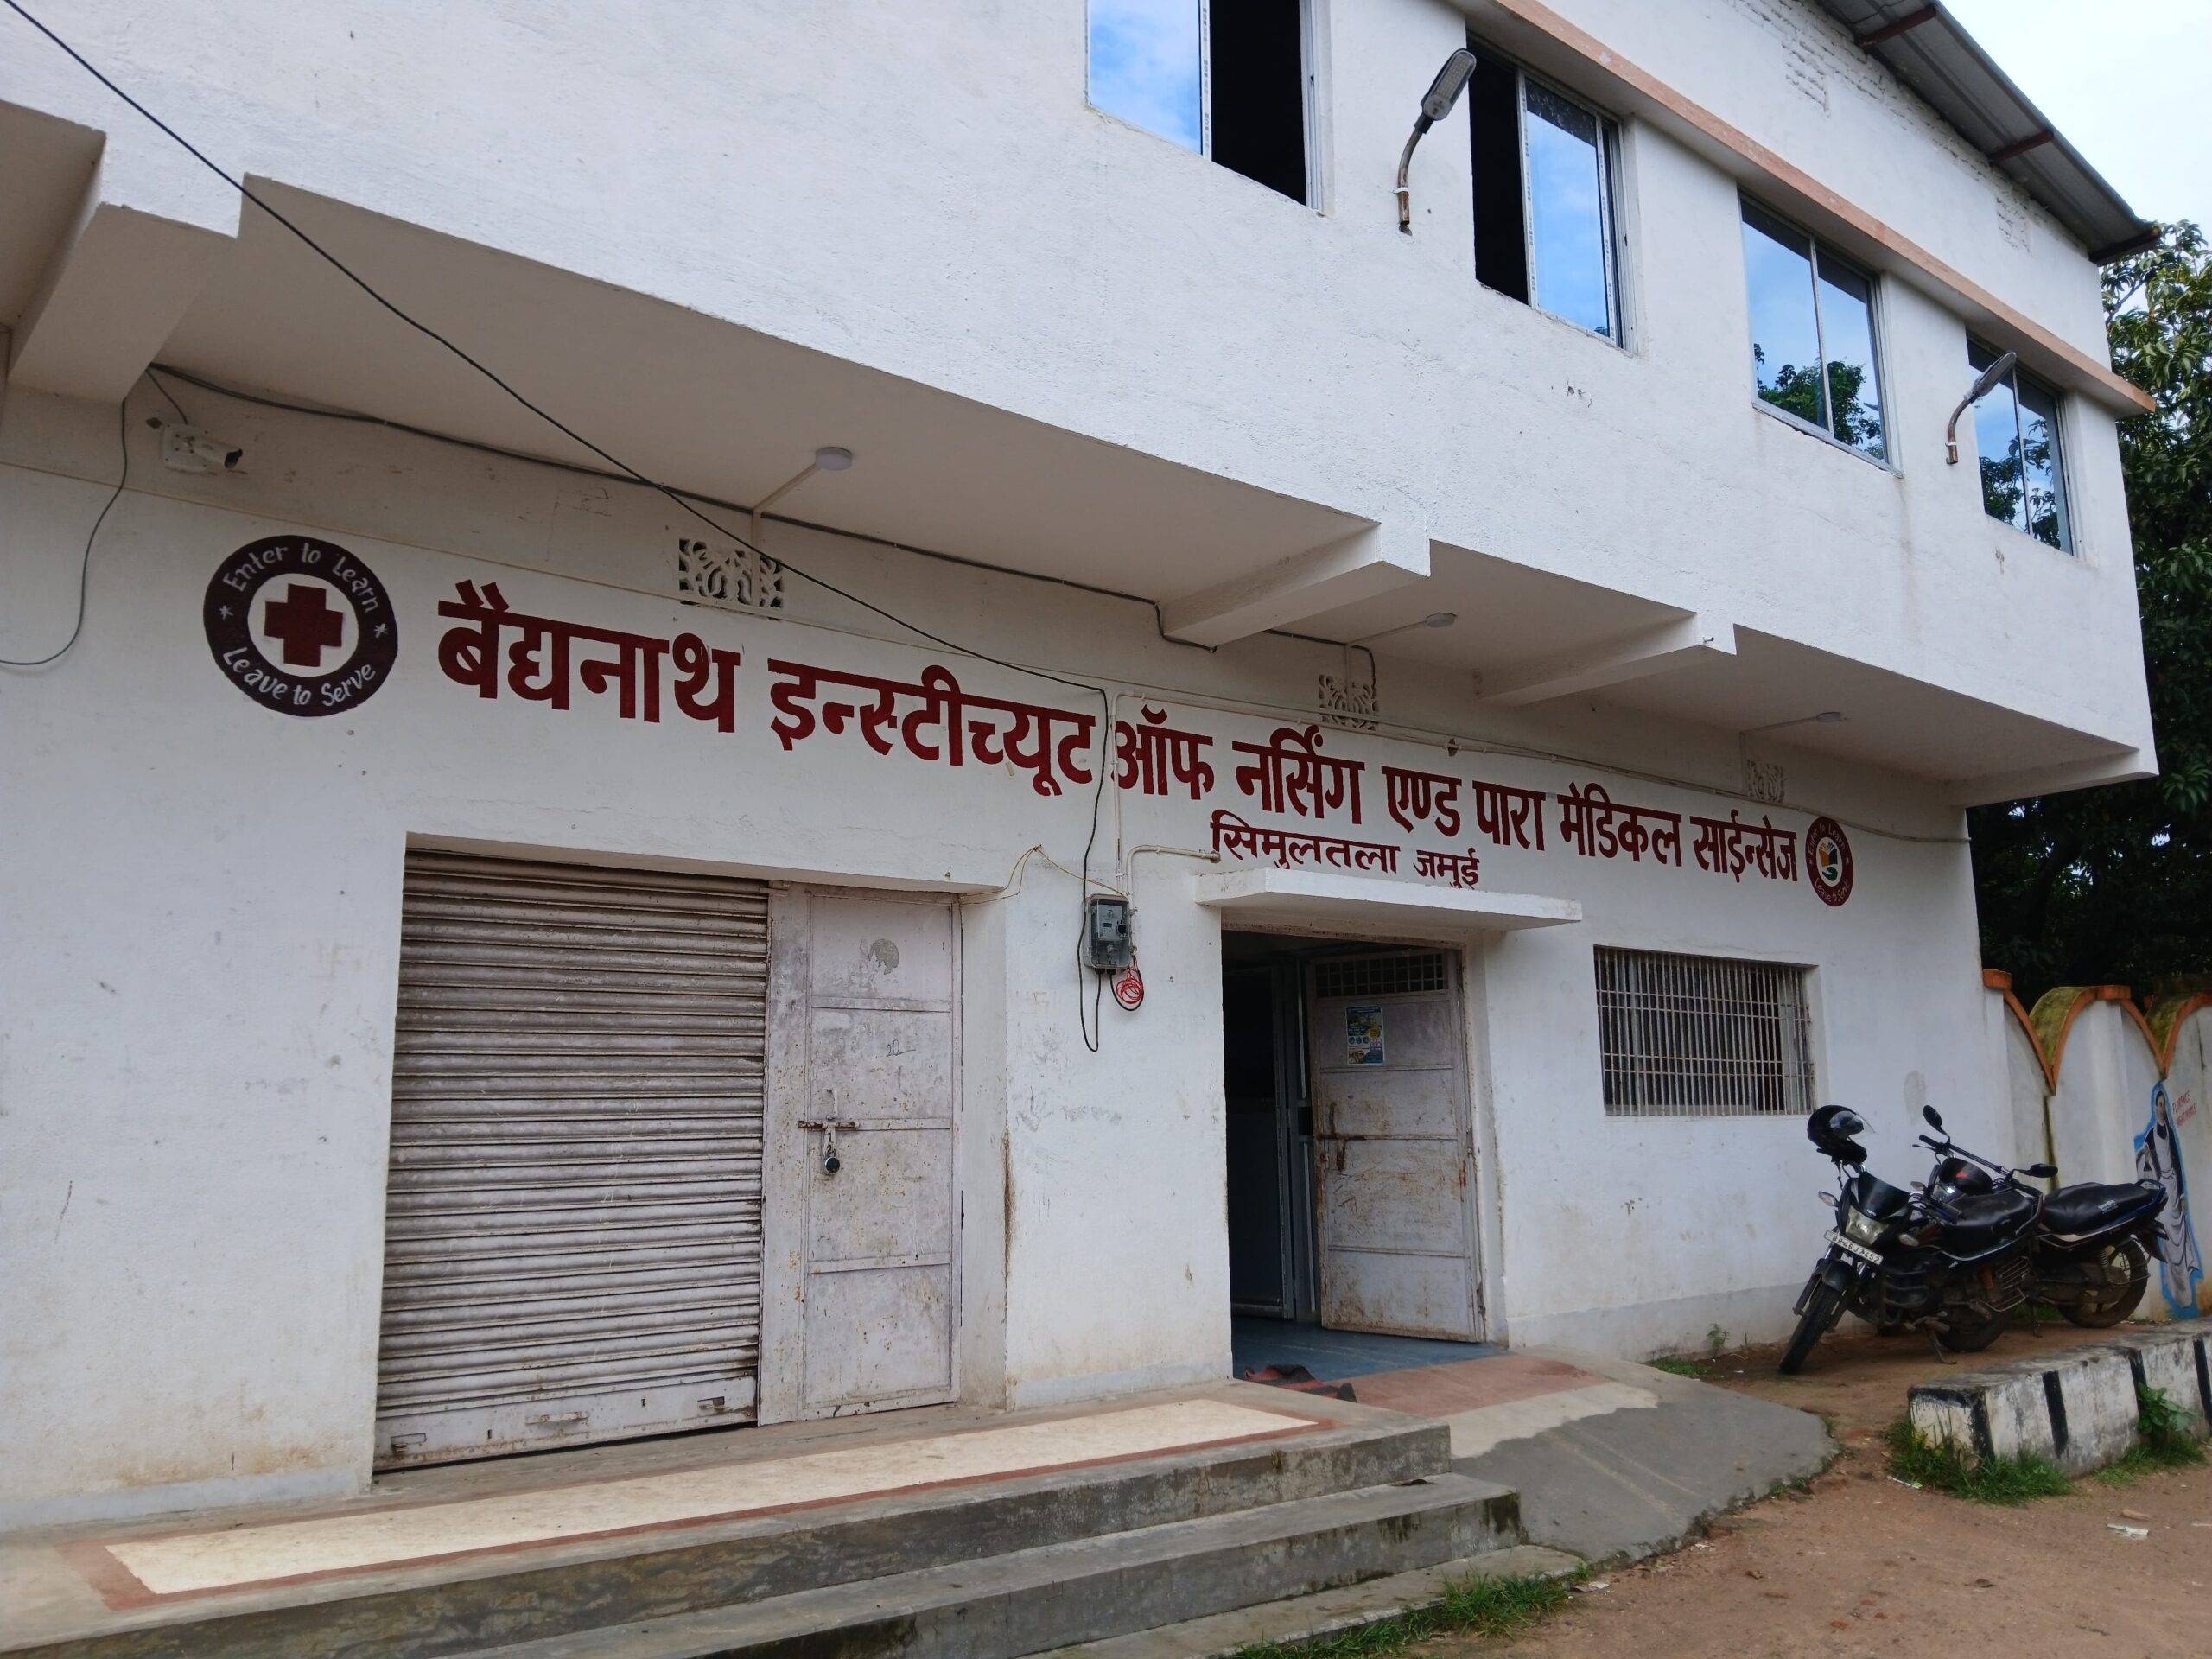 Enter to Learn
Leave to Serve
बैद्यनाथ इन्स्टीच्यूट ऑफ नर्सिंग एण्ड पारा मेडिकल साईन्सेज
सिमुलतला जमुई